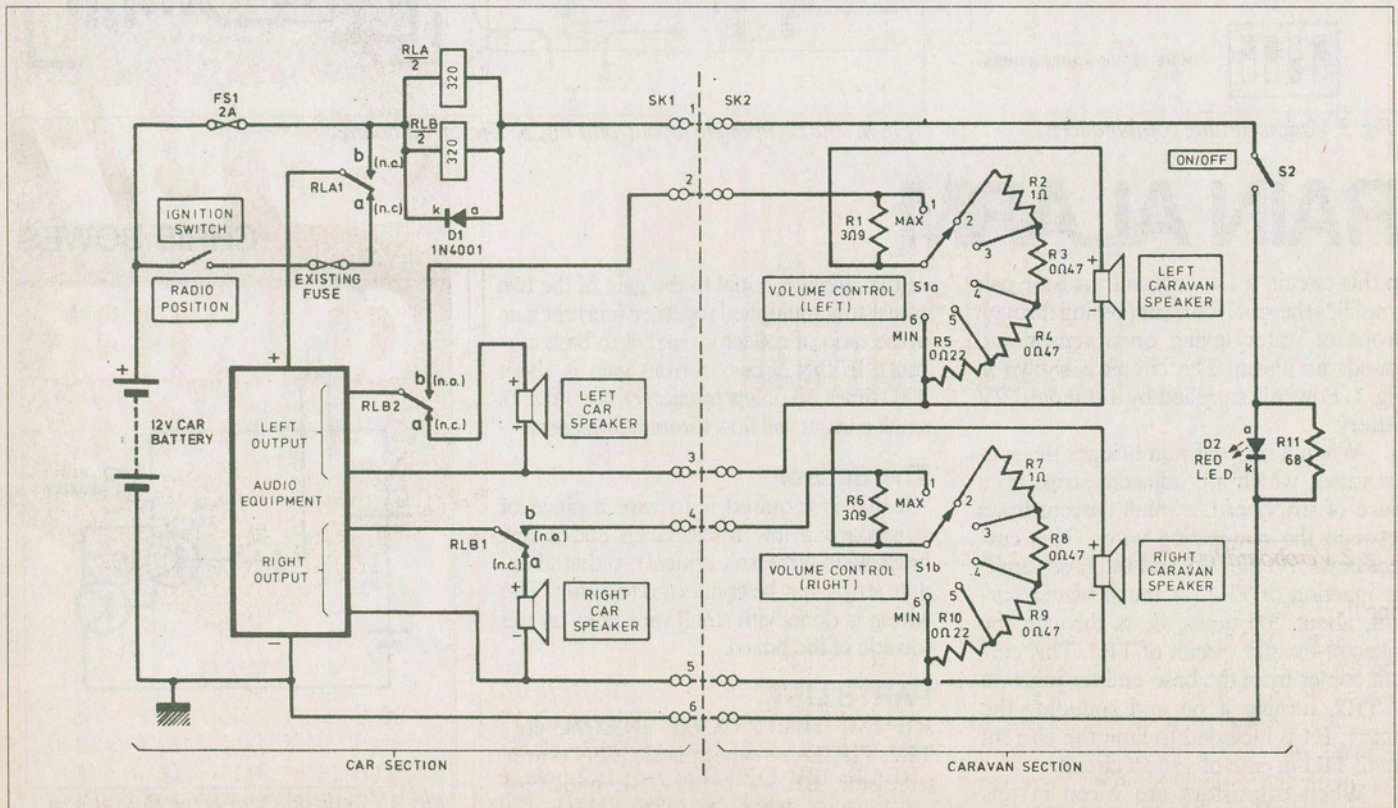 RLA
2
320
FS1
2A
RLB
2
320
SK1
SK2
1
b
(n.o.)
ON/OFF
S2
RLA1
a
(n.c)
2
R2
1Ω
IGNITION
SWITCH
k
a
D1
1N4001
R1
3Ω9
MAX
1
2
3
R3
0Ω47
+
EXISTING
FUSE
RADIO
POSITION
VOLUME CONTROL
(LEFT)
S1a
4
LEFT
CARAVAN
SPEAKER
6
MIN
5
R5
0Ω22
R4
0Ω47
+
+
b
(n.o.)
+
LEFT
CAR
SPEAKER
12V CAR
BATTERY
LEFT
OUTPUT
RLB2
a
(n.c.)
-
a
D2
RED
L.E.D.
k
R11
68
3
R7
1Ω
AUDIO
EQUIPMENT
R6
3Ω9
MAX
1
2
b
(n.o.)
4
3
R8
0Ω47
RLB1
(n.c.)
a
RIGHT
OUTPUT
VOLUME CONTROL
(RIGHT)
S1b
4
RIGHT
CARAVAN
SPEAKER
+
RIGHT
CAR
SPEAKER
-
6
MIN
5
R10
0Ω22
R9
0Ω47
-
5
6
CAR SECTION
CARAVAN SECTION